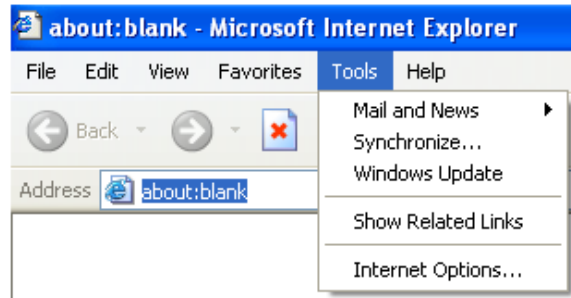 about:blank - Microsoft Internet Explorer
File Edit View Favorites Tools Help
Mail and News
Back
Synchronize...
Windows Update
Address about:blank
Show Related Links
Internet Options...